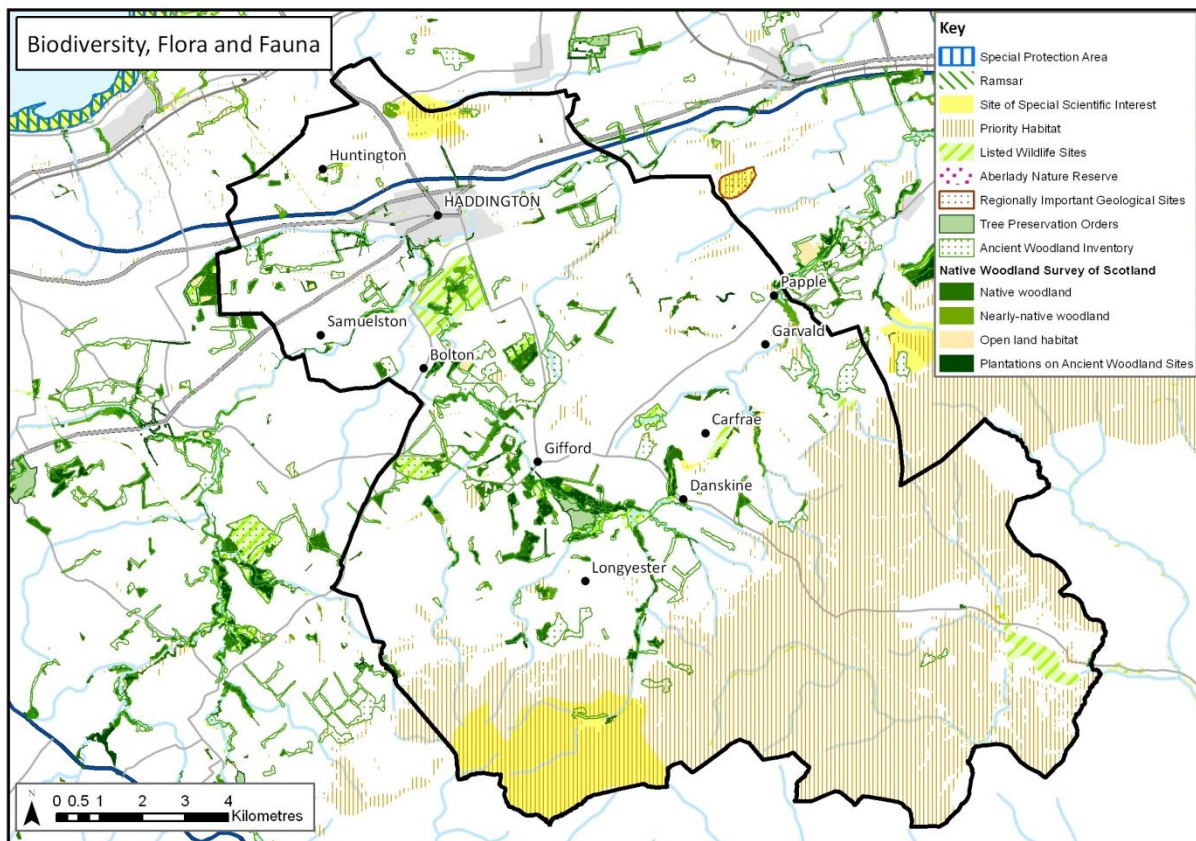 Biodiversity, Flora and Fauna
Key
Special Protection Area
Ramsar
Site of Special Scientific Interest
Priority Habitat
Listed Wildlife Sites
Aberlady Nature Reserve
Regionally Important Geological Sites
Tree Preservation Orders
Ancient Woodland Inventory
Native Woodland Survey of Scotland
Native woodland
Nearly-native woodland
Open land habitat
Plantations on Ancient Woodland Sites
Huntington
HADDINGTON
Papple
Samuelston
Garvald
Bolton
Carfrae
Gifford
Danskine
Longyester
N
0 0.5 1 2 3 4
Kilometres